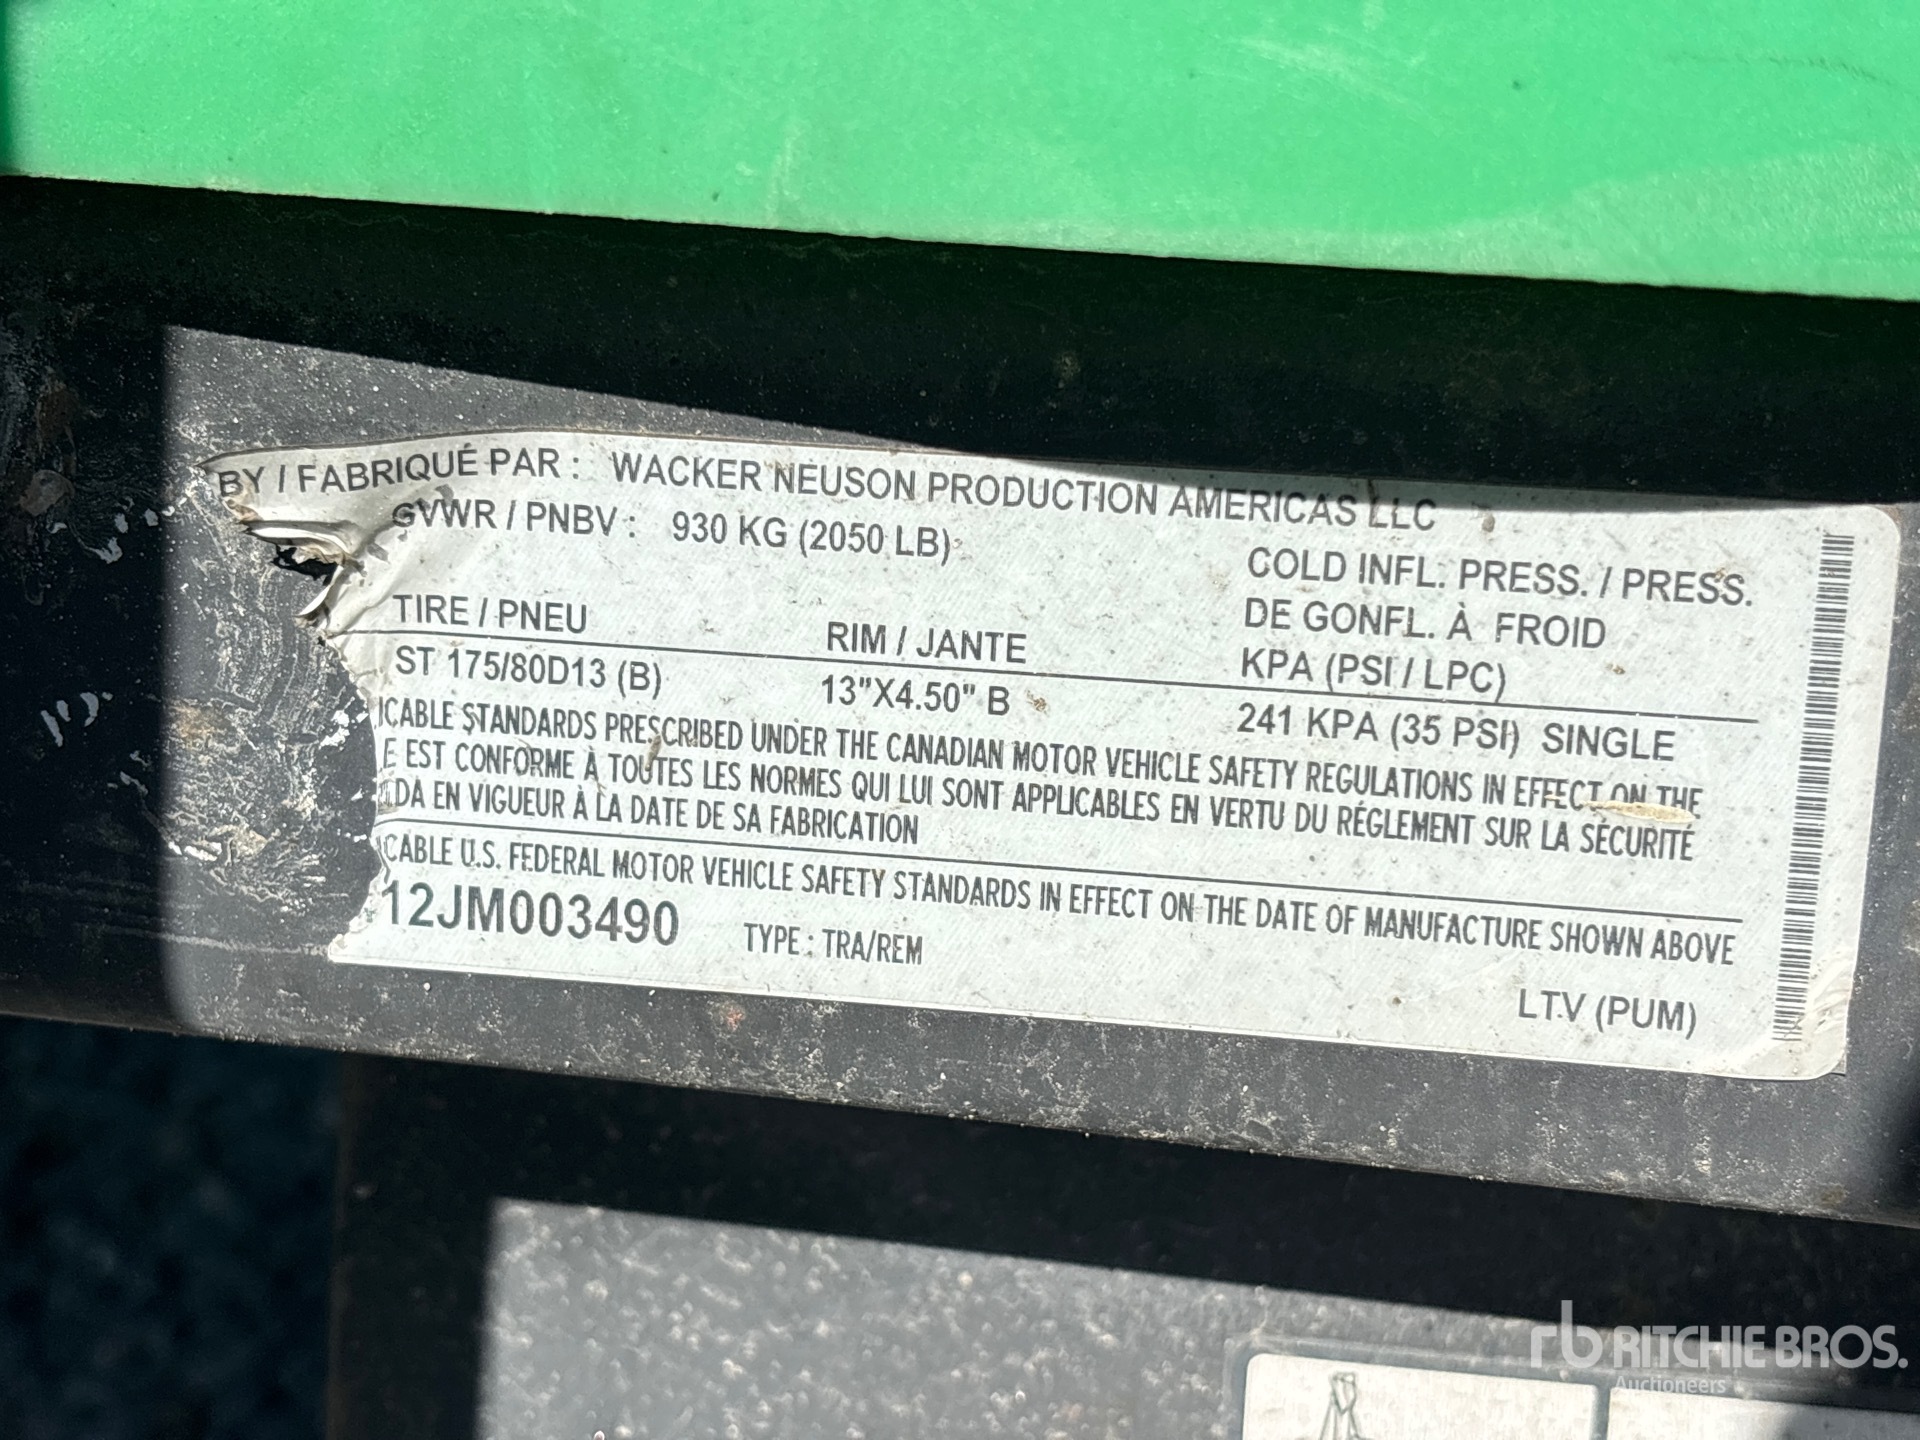 BY / FABRIQUÉ PAR : WACKER NEUSON PRODUCTION AMERICAS LLC
GVWR / PNBV : 930 KG (2050 LB)
COLD INFL. PRESS. / PRESS.
DE GONFL. À FROID
TIRE / PNEU RIM / JANTE KPA (PSI / LPC)
ST 175/80D13 (B) 13"X4.50" B 241 KPA (35 PSI) SINGLE
ICABLE STANDARDS PRESCRIBED UNDER THE CANADIAN MOTOR VEHICLE SAFETY REGULATIONS IN EFFECT ON THE
E EST CONFORME À TOUTES LES NORMES QUI LUI SONT APPLICABLES EN VERTU DU RÉGLEMENT SUR LA SÉCURITÉ
DA EN VIGUEUR À LA DATE DE SA FABRICATION
CABLE U.S. FEDERAL MOTOR VEHICLE SAFETY STANDARDS IN EFFECT ON THE DATE OF MANUFACTURE SHOWN ABOVE
12JM003490 TYPE : TRA/REM
LTV (PUM)
rb RITCHIE BROS.
Auctioneers